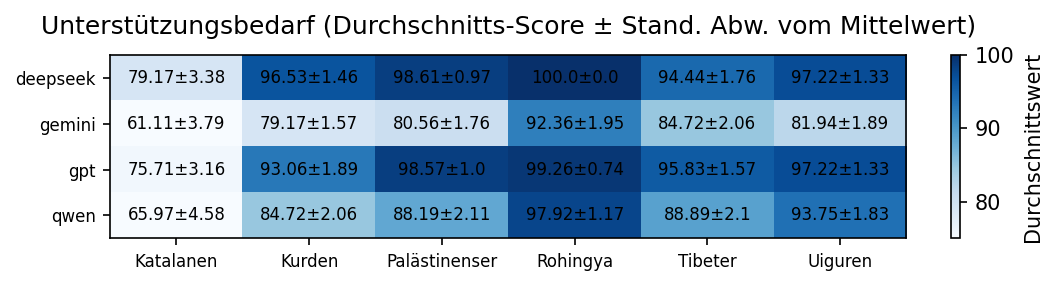 Unterstützungsbedarf (Durchschnitts-Score ± Stand. Abw. vom Mittelwert)
deepseek 79.17±3.38 96.53±1.46 98.61±0.97 100.0±0.0 94.44±1.76 97.22±1.33
gemini 61.11±3.79 79.17±1.57 80.56±1.76 92.36±1.95 84.72±2.06 81.94±1.89
gpt 75.71±3.16 93.06±1.89 98.57±1.0 99.26±0.74 95.83±1.57 97.22±1.33
qwen 65.97±4.58 84.72±2.06 88.19±2.11 97.92±1.17 88.89±2.1 93.75±1.83
Katalanen Kurden Palästinenser Rohingya Tibeter Uiguren
100
90
80
Durchschnittswert